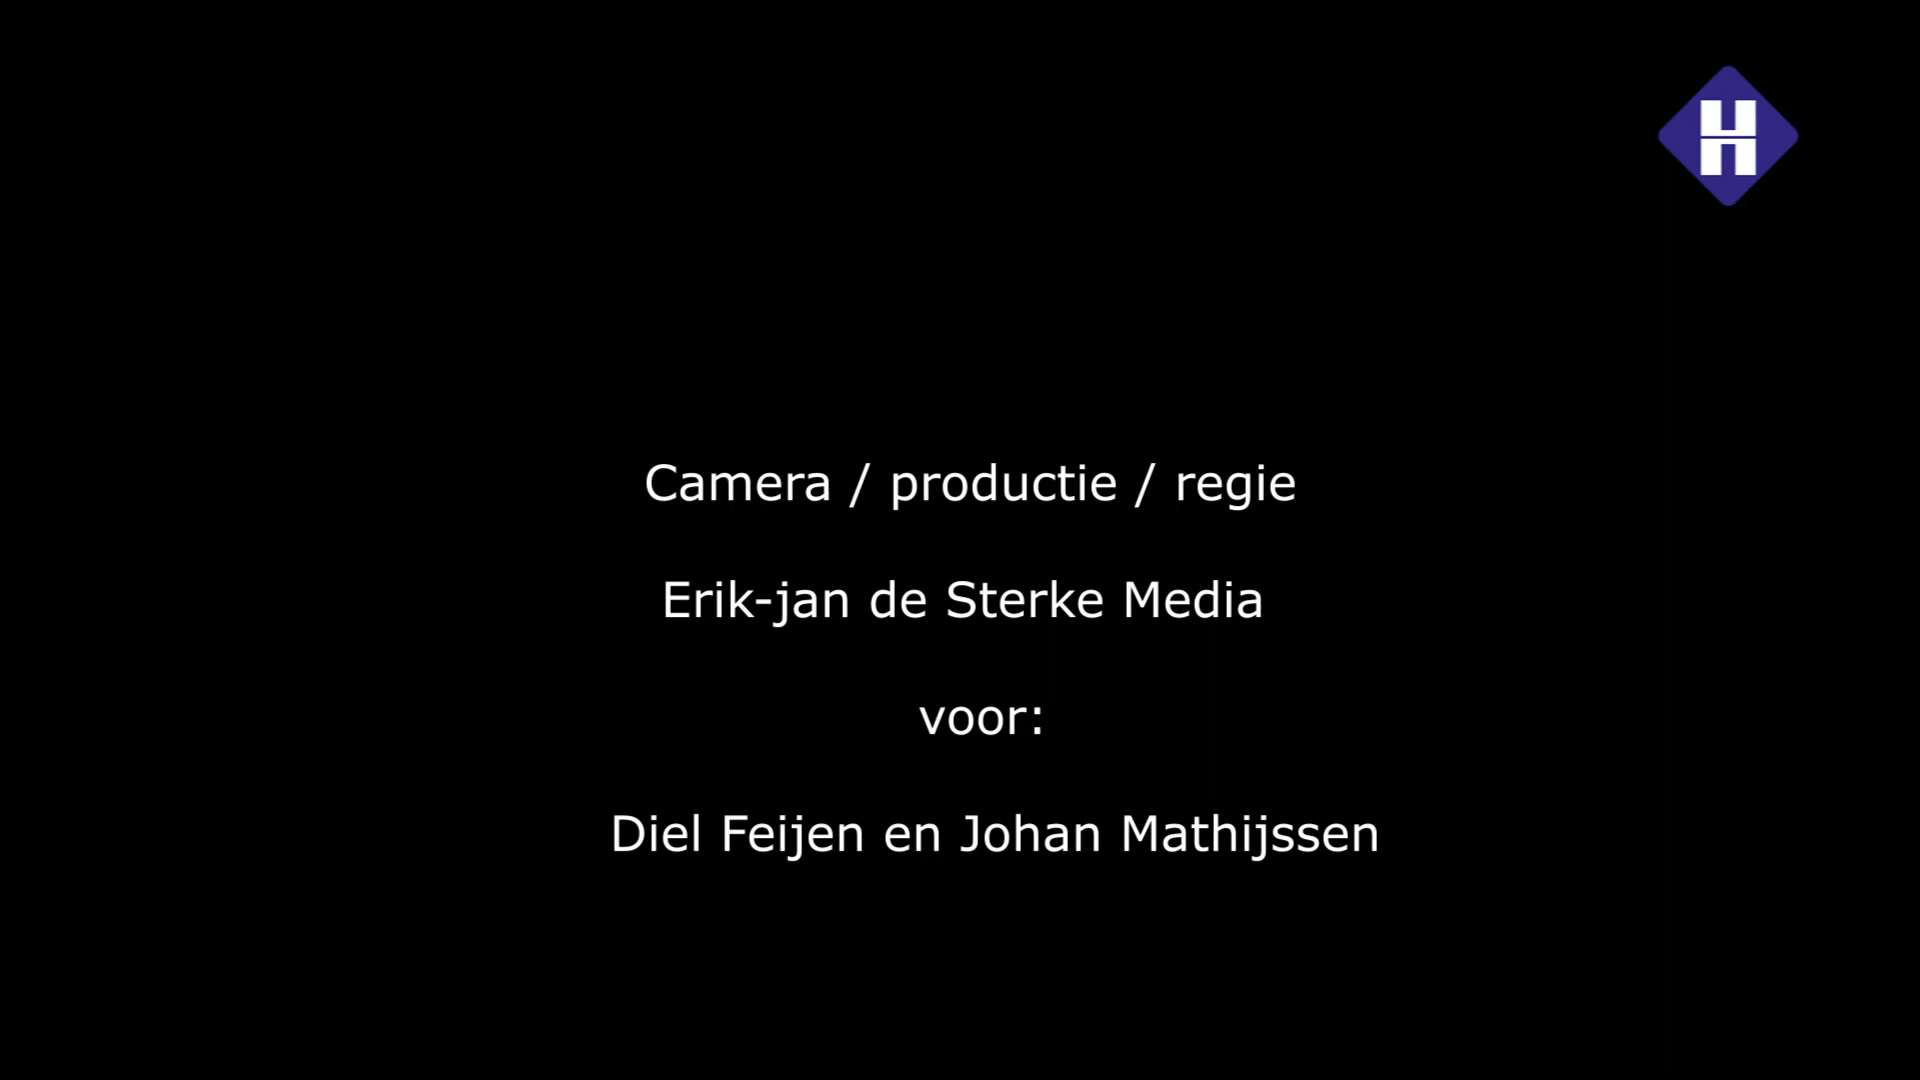 H
Camera / productie / regie
Erik-jan de Sterke Media
voor:
Diel Feijen en Johan Mathijssen